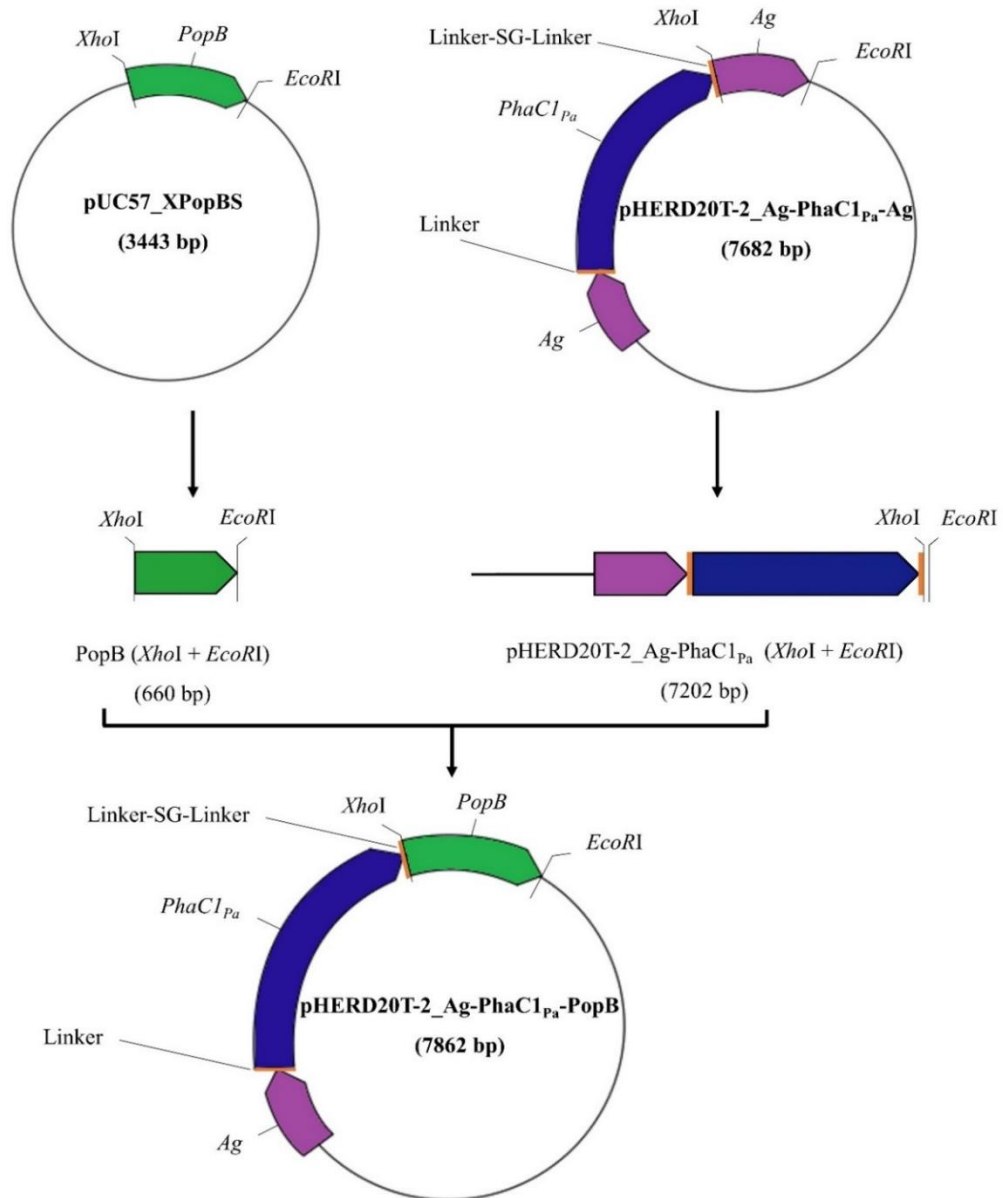 XhoI
PopB
EcoRI
pUC57_XPopBS
(3443 bp)
Linker-SG-Linker
XhoI
Ag
EcoRI
PhaC1Pa
pHERD20T-2_Ag-PhaC1Pa-Ag
(7682 bp)
Linker
Ag
XhoI
EcoRI
PopB (XhoI + EcoRI)
(660 bp)
XhoI
EcoRI
pHERD20T-2_Ag-PhaC1Pa (XhoI + EcoRI)
(7202 bp)
Linker-SG-Linker
XhoI
PopB
EcoRI
PhaC1Pa
pHERD20T-2_Ag-PhaC1Pa-PopB
(7862 bp)
Linker
Ag